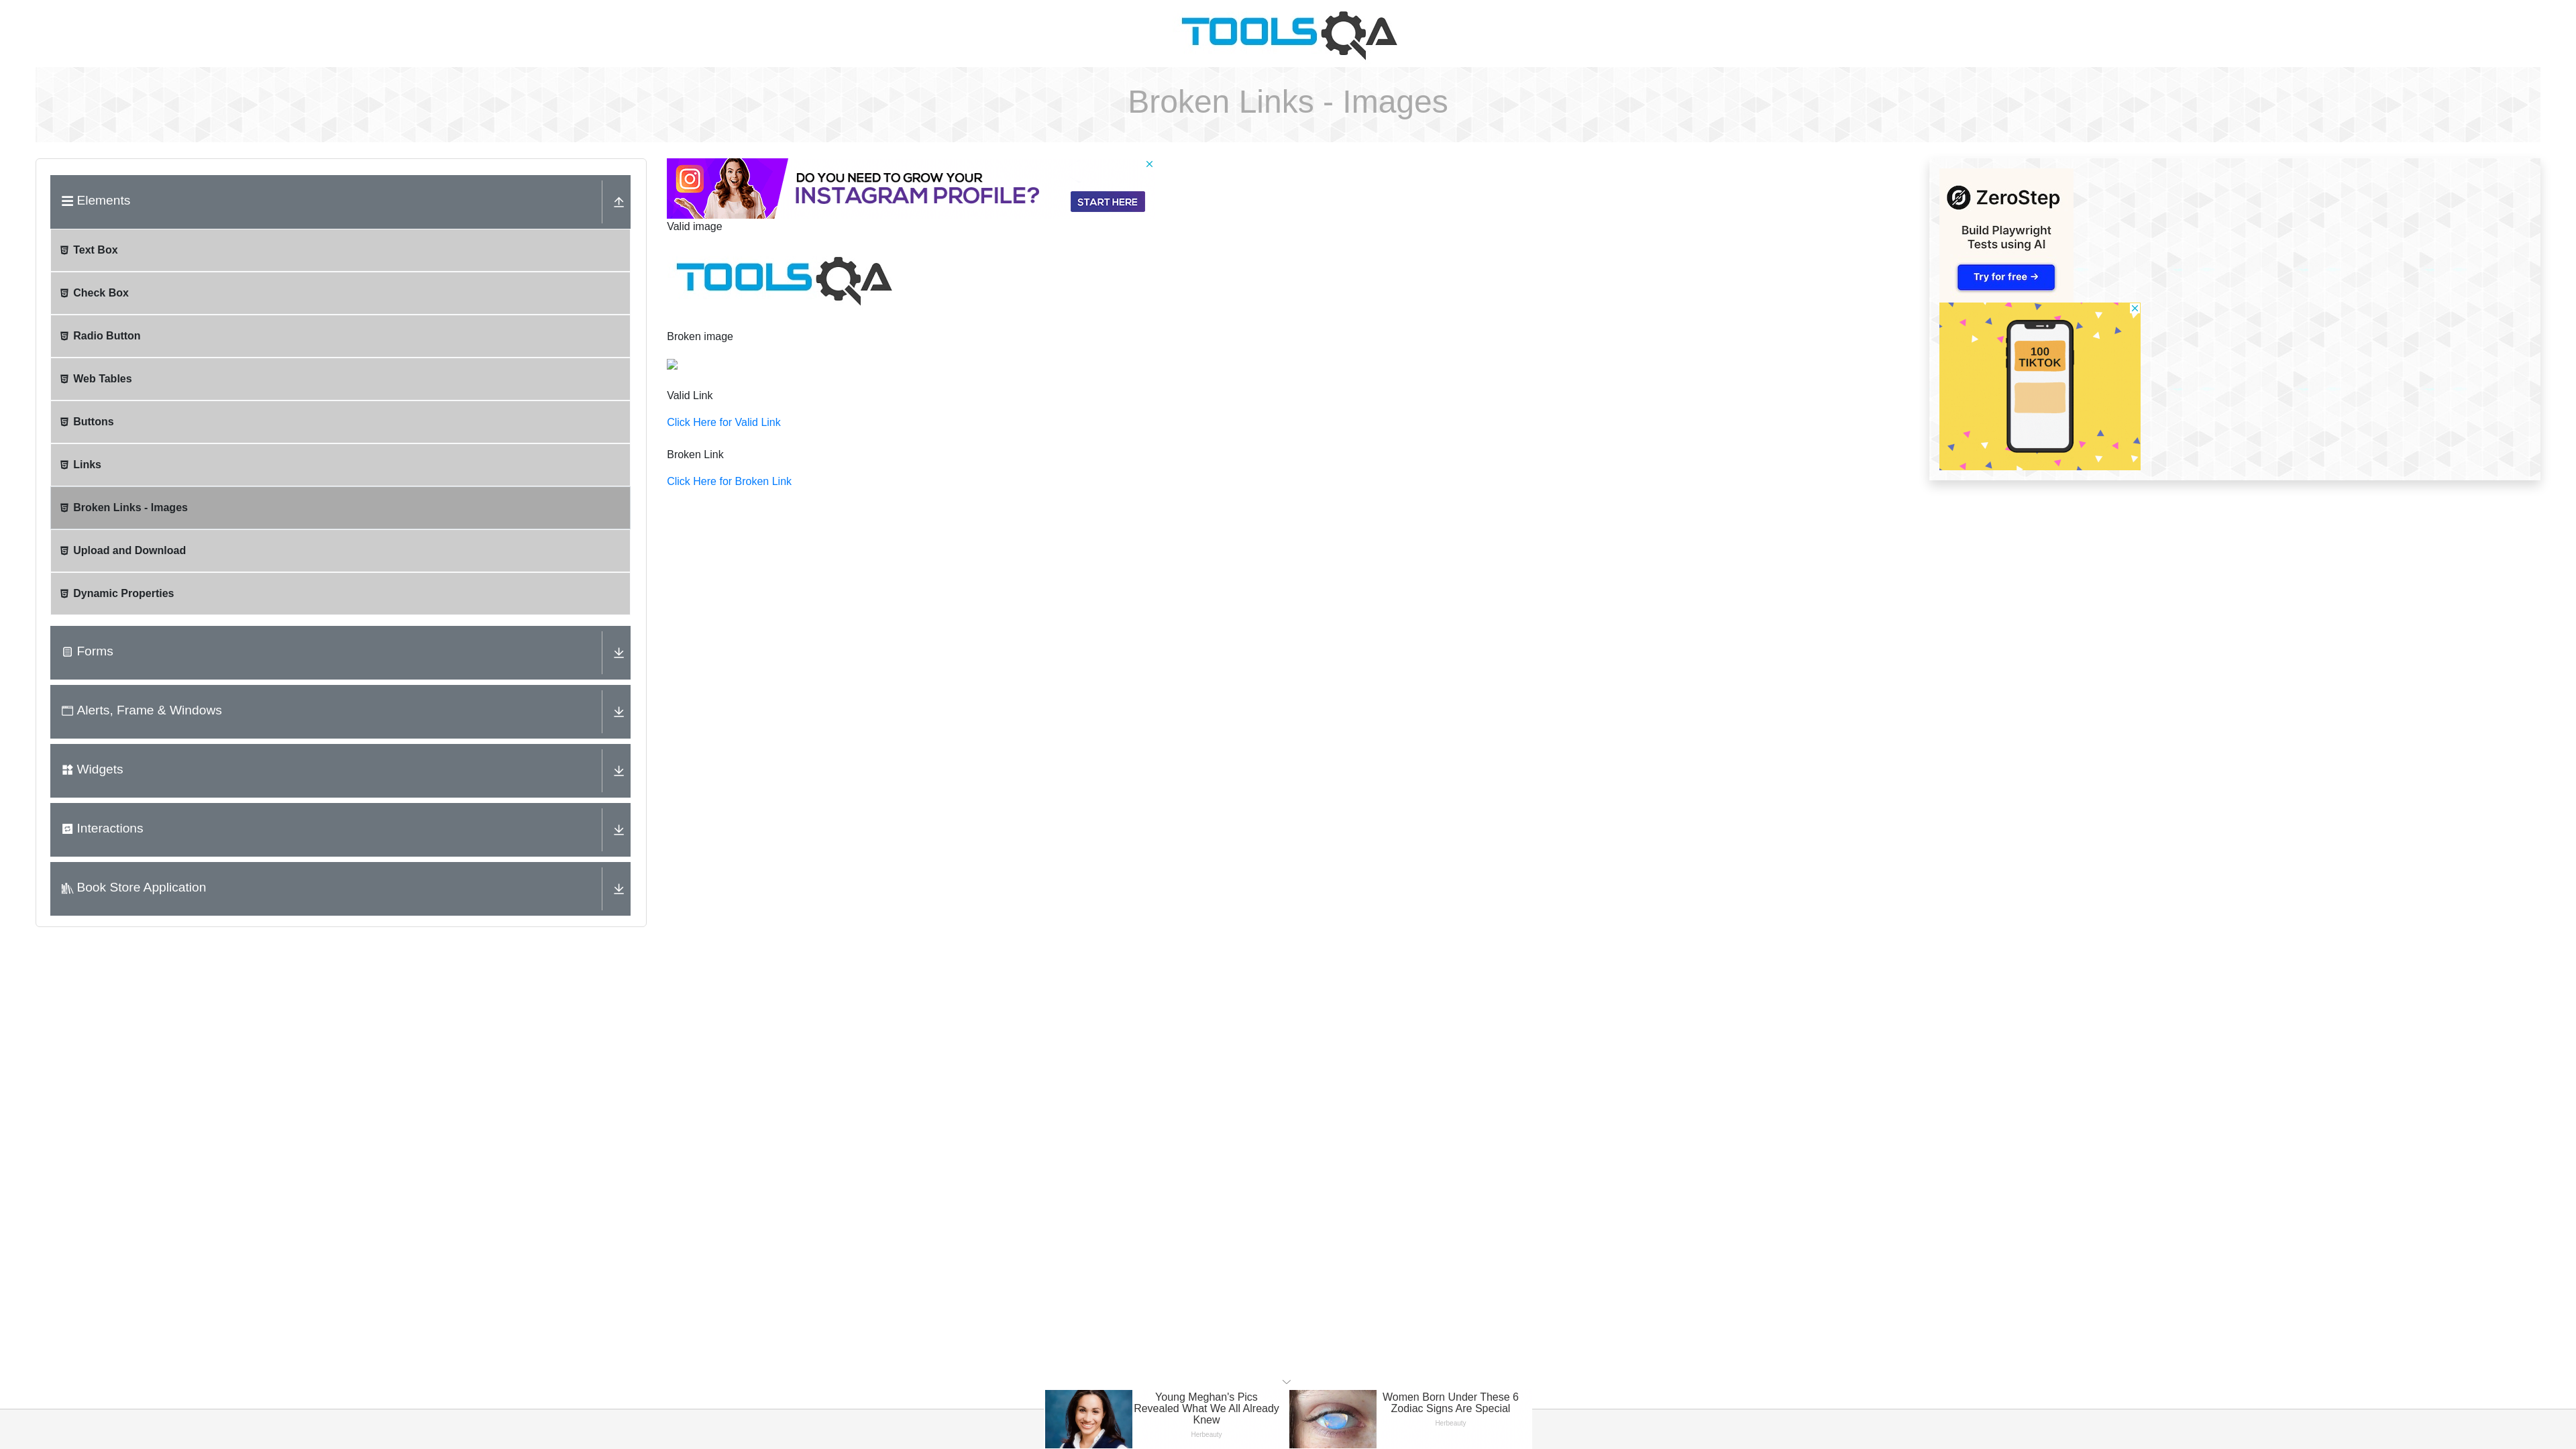 TOOLSQA
Broken Links - Images
Elements
Text Box
Check Box
Radio Button
Web Tables
Buttons
Links
Broken Links - Images
Upload and Download
Dynamic Properties
Forms
Alerts, Frame & Windows
Widgets
Interactions
Book Store Application
DO YOU NEED TO GROW YOUR
INSTAGRAM PROFILE?
START HERE
Valid image
TOOLSQA
Broken image
Valid Link
Click Here for Valid Link
Broken Link
Click Here for Broken Link
ZeroStep
Build Playwright
Tests using AI
Try for free →
100
TIKTOK
Young Meghan's Pics
Revealed What We All Already
Knew
Herbeauty
Women Born Under These 6
Zodiac Signs Are Special
Herbeauty